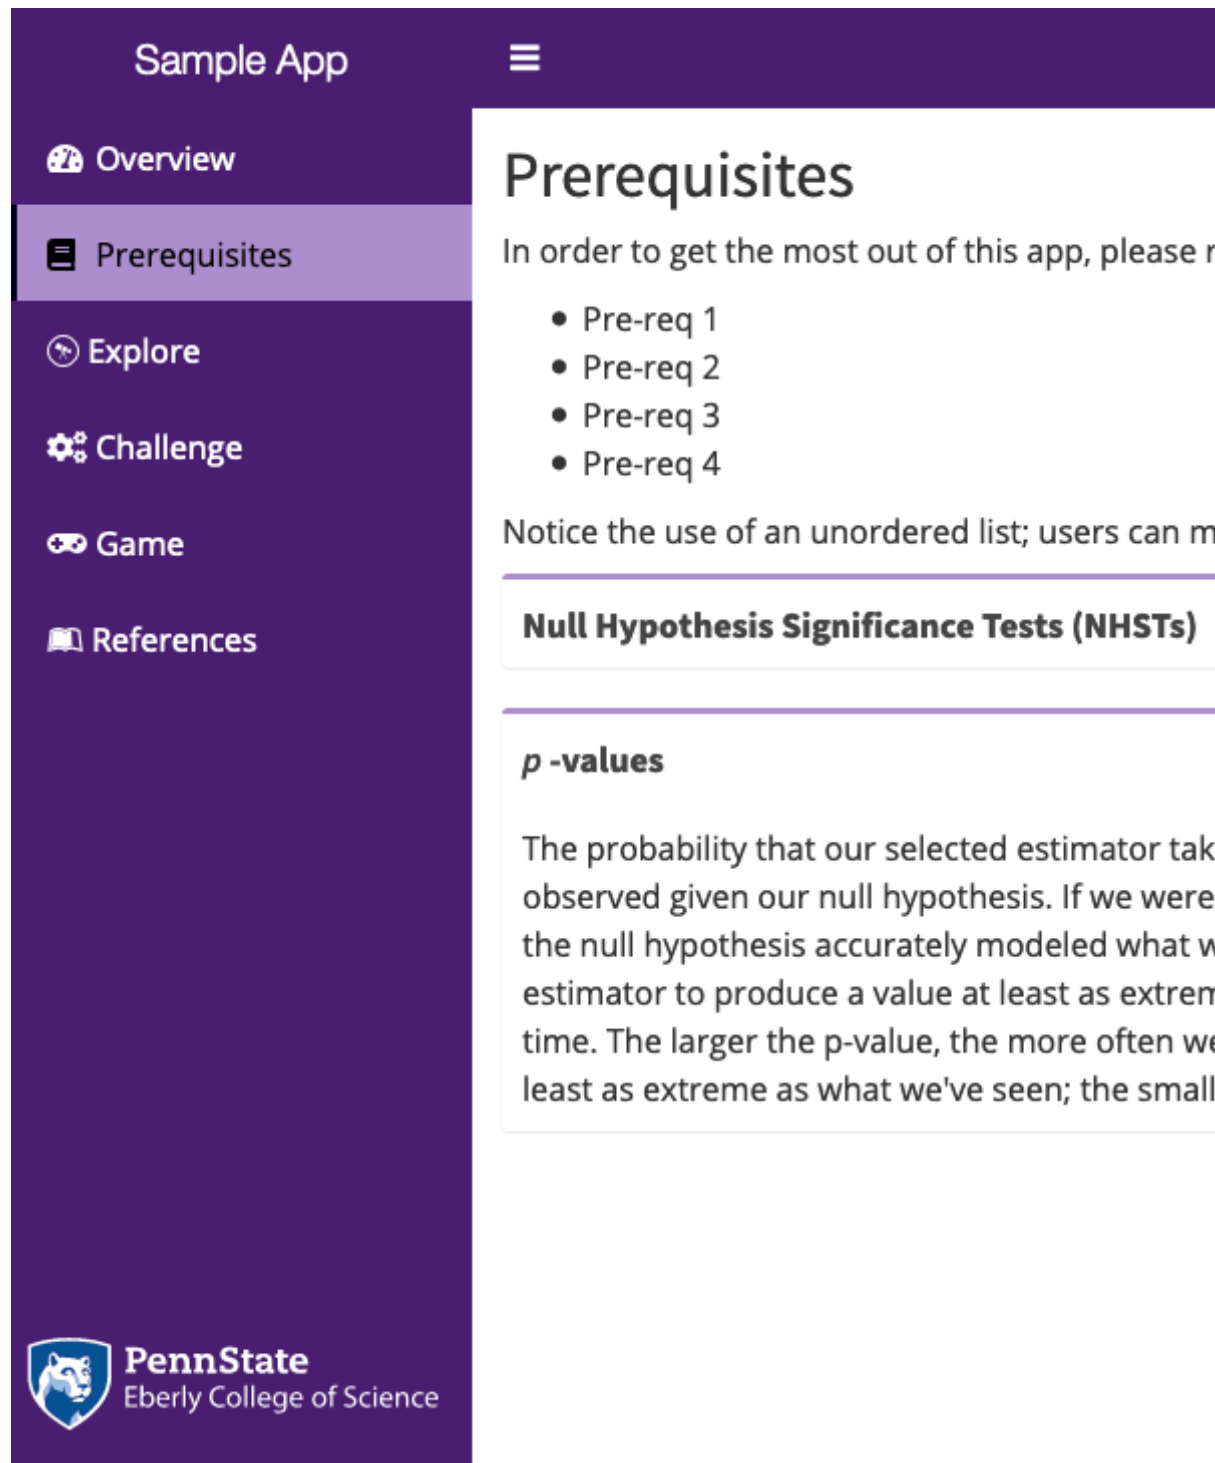 Sample App
Overview
Prerequisites
Explore
Challenge
Game
References
PennState
Eberly College of Science
Prerequisites
In order to get the most out of this app, please
Pre-req 1
Pre-req 2
Pre-req 3
Pre-req 4
Notice the use of an unordered list; users can
Null Hypothesis Significance Tests (NHSTs)
p -values
The probability that our selected estimator
observed given our null hypothesis. If we were
the null hypothesis accurately modeled what
estimator to produce a value at least as
time. The larger the p-value, the more often
least as extreme as what we've seen; the